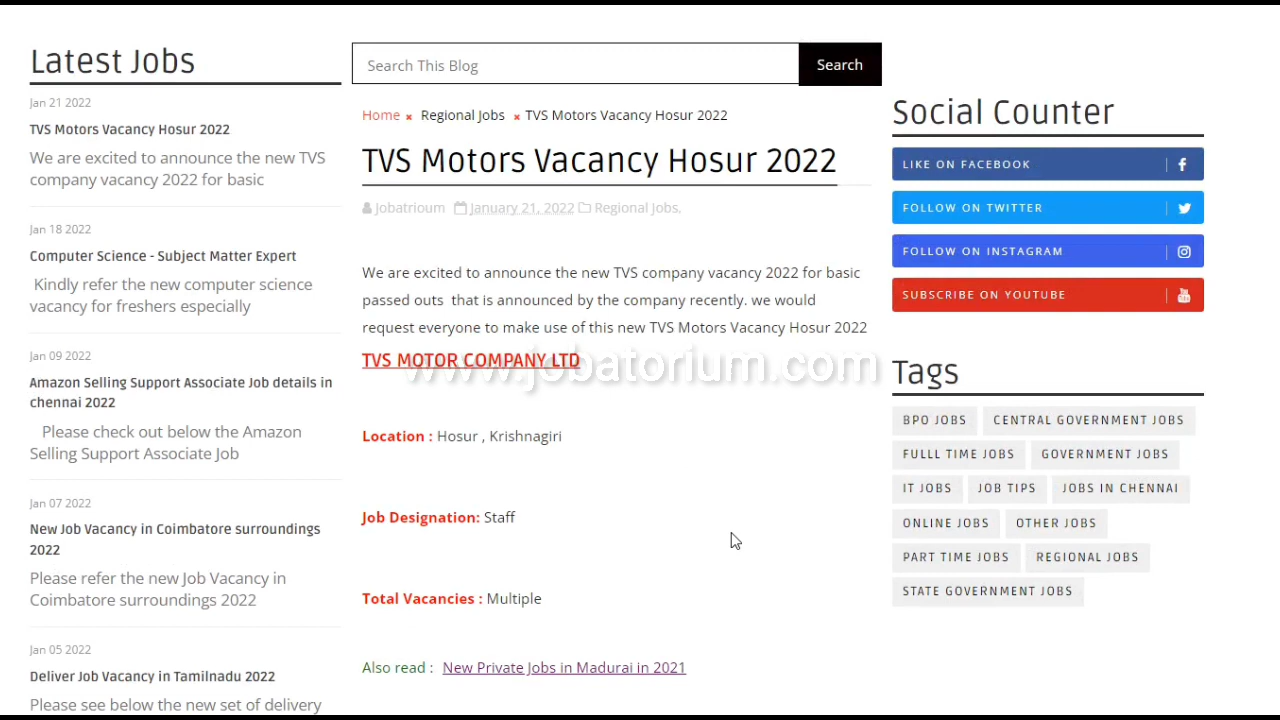 Latest Jobs
Jan 21 2022
TVS Motors Vacancy Hosur 2022
We are excited to announce the new TVS
company vacancy 2022 for basic
Jan 18 2022
Computer Science - Subject Matter Expert
Kindly refer the new computer science
vacancy for freshers especially
Jan 09 2022
Amazon Selling Support Associate Job details in
chennai 2022
Please check out below the Amazon
Selling Support Associate Job
Jan 07 2022
New Job Vacancy in Coimbatore surroundings
2022
Please refer the new Job Vacancy in
Coimbatore surroundings 2022
Jan 05 2022
Deliver Job Vacancy in Tamilnadu 2022
Please see below the new set of delivery
Search This Blog
Search
Home × Regional Jobs × TVS Motors Vacancy Hosur 2022
TVS Motors Vacancy Hosur 2022
Jobatrioum January 21, 2022 Regional Jobs,
We are excited to announce the new TVS company vacancy 2022 for basic
passed outs that is announced by the company recently. we would
request everyone to make use of this new TVS Motors Vacancy Hosur 2022
TVS MOTOR COMPANY LTD
www.jobatorium.com
Location : Hosur , Krishnagiri
Job Designation: Staff
Total Vacancies : Multiple
Also read : New Private Jobs in Madurai in 2021
Social Counter
LIKE ON FACEBOOK
FOLLOW ON TWITTER
FOLLOW ON INSTAGRAM
SUBSCRIBE ON YOUTUBE
Tags
BPO JOBS CENTRAL GOVERNMENT JOBS
FULLL TIME JOBS GOVERNMENT JOBS
IT JOBS JOB TIPS JOBS IN CHENNAI
ONLINE JOBS OTHER JOBS
PART TIME JOBS REGIONAL JOBS
STATE GOVERNMENT JOBS